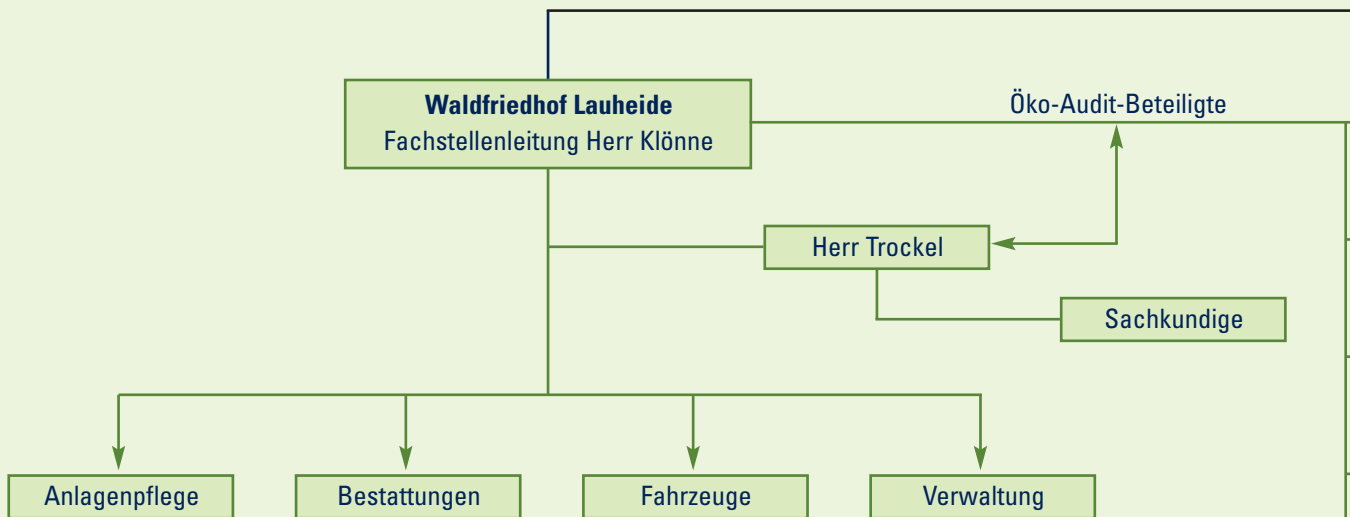 Waldfriedhof Lauheide
Fachstellenleitung Herr Klönne
Öko-Audit-Beteiligte
Herr Trockel
Sachkundige
Anlagenpflege
Bestattungen
Fahrzeuge
Verwaltung